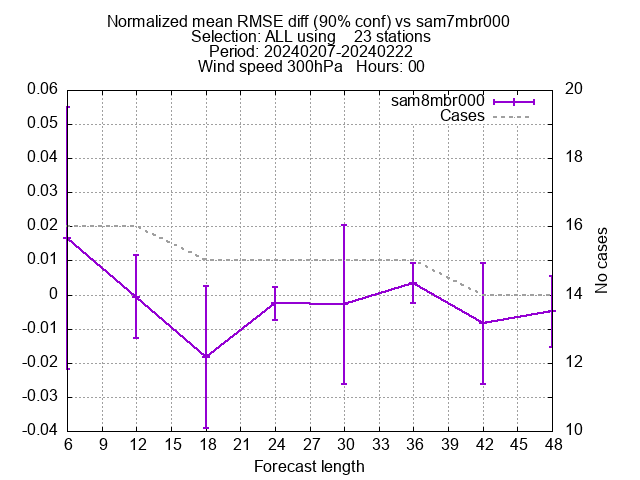 Normalized mean RMSE diff (90% conf) vs sam7mbr000
Selection: ALL using    23 stations
Period: 20240207-20240222
Wind speed 300hPa   Hours: 00
sam8mbr000
Cases
0.06
0.05
0.04
0.03
0.02
0.01
0
-0.01
-0.02
-0.03
-0.04
20
18
16
14
12
10
No cases
6 9 12 15 18 21 24 27 30 33 36 39 42 45 48
Forecast length